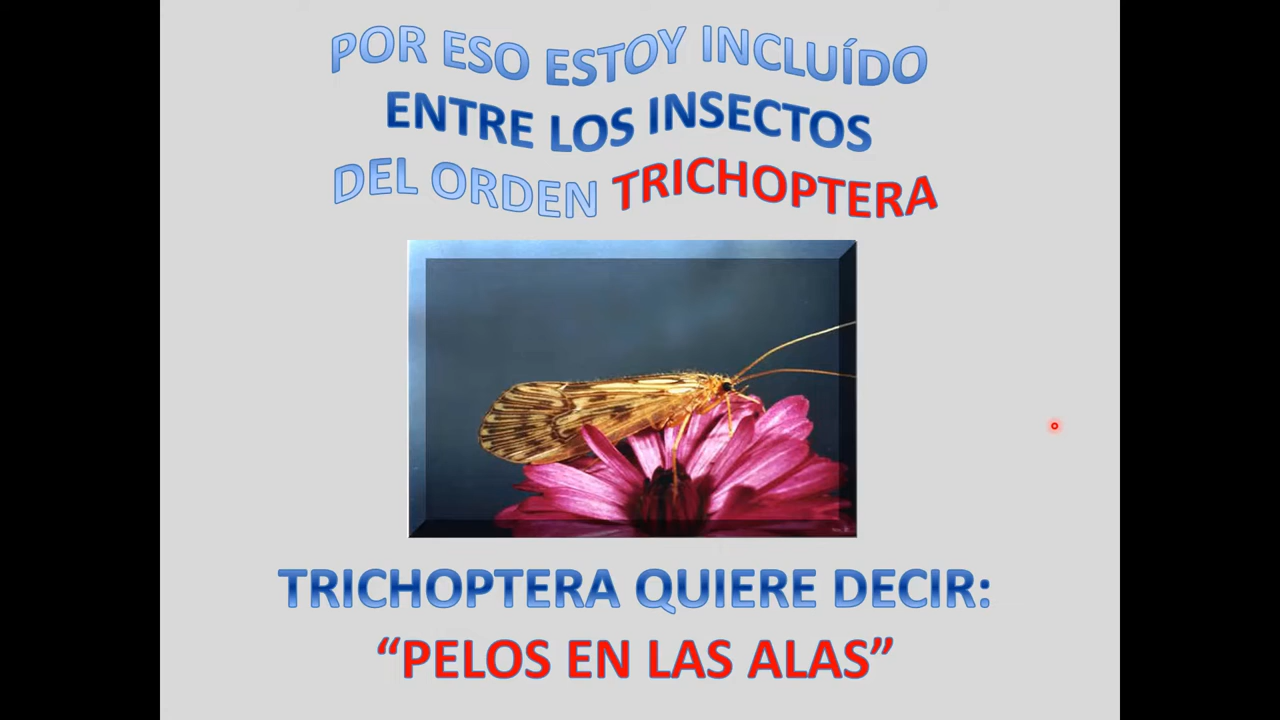 POR ESO ESTOY INCLUÍDO
ENTRE LOS INSECTOS
DEL ORDEN TRICHOPTERA
TRICHOPTERA QUIERE DECIR:
“PELOS EN LAS ALAS”